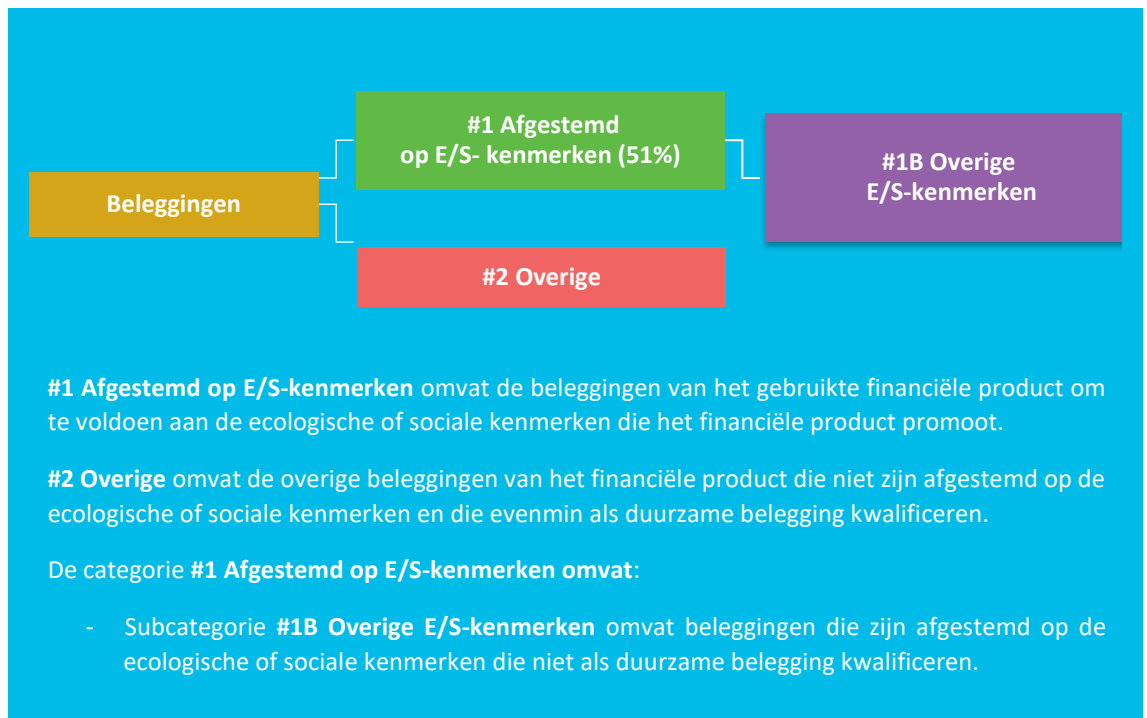 #1 Afgestemd
op E/S- kenmerken (51%)
#1B Overige
E/S-kenmerken
Beleggingen
#2 Overige
#1 Afgestemd op E/S-kenmerken omvat de beleggingen van het gebruikte financiële product om
te voldoen aan de ecologische of sociale kenmerken die het financiële product promoot.
#2 Overige omvat de overige beleggingen van het financiële product die niet zijn afgestemd op de
ecologische of sociale kenmerken en die evenmin als duurzame belegging kwalificeren.
De categorie #1 Afgestemd op E/S-kenmerken omvat:
- Subcategorie #1B Overige E/S-kenmerken omvat beleggingen die zijn afgestemd op de
ecologische of sociale kenmerken die niet als duurzame belegging kwalificeren.